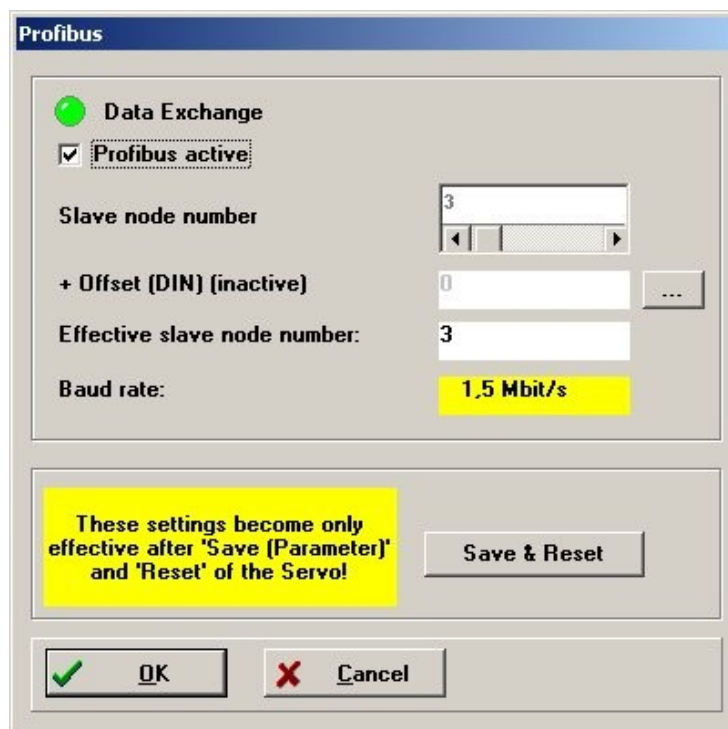 Profibus
Data Exchange
Profibus active
Slave node number
3
+ Offset (DIN) (inactive)
0
...
Effective slave node number:
3
Baud rate:
1,5 Mbit/s
These settings become only
effective after 'Save (Parameter)'
and 'Reset' of the Servo!
Save & Reset
OK
Cancel